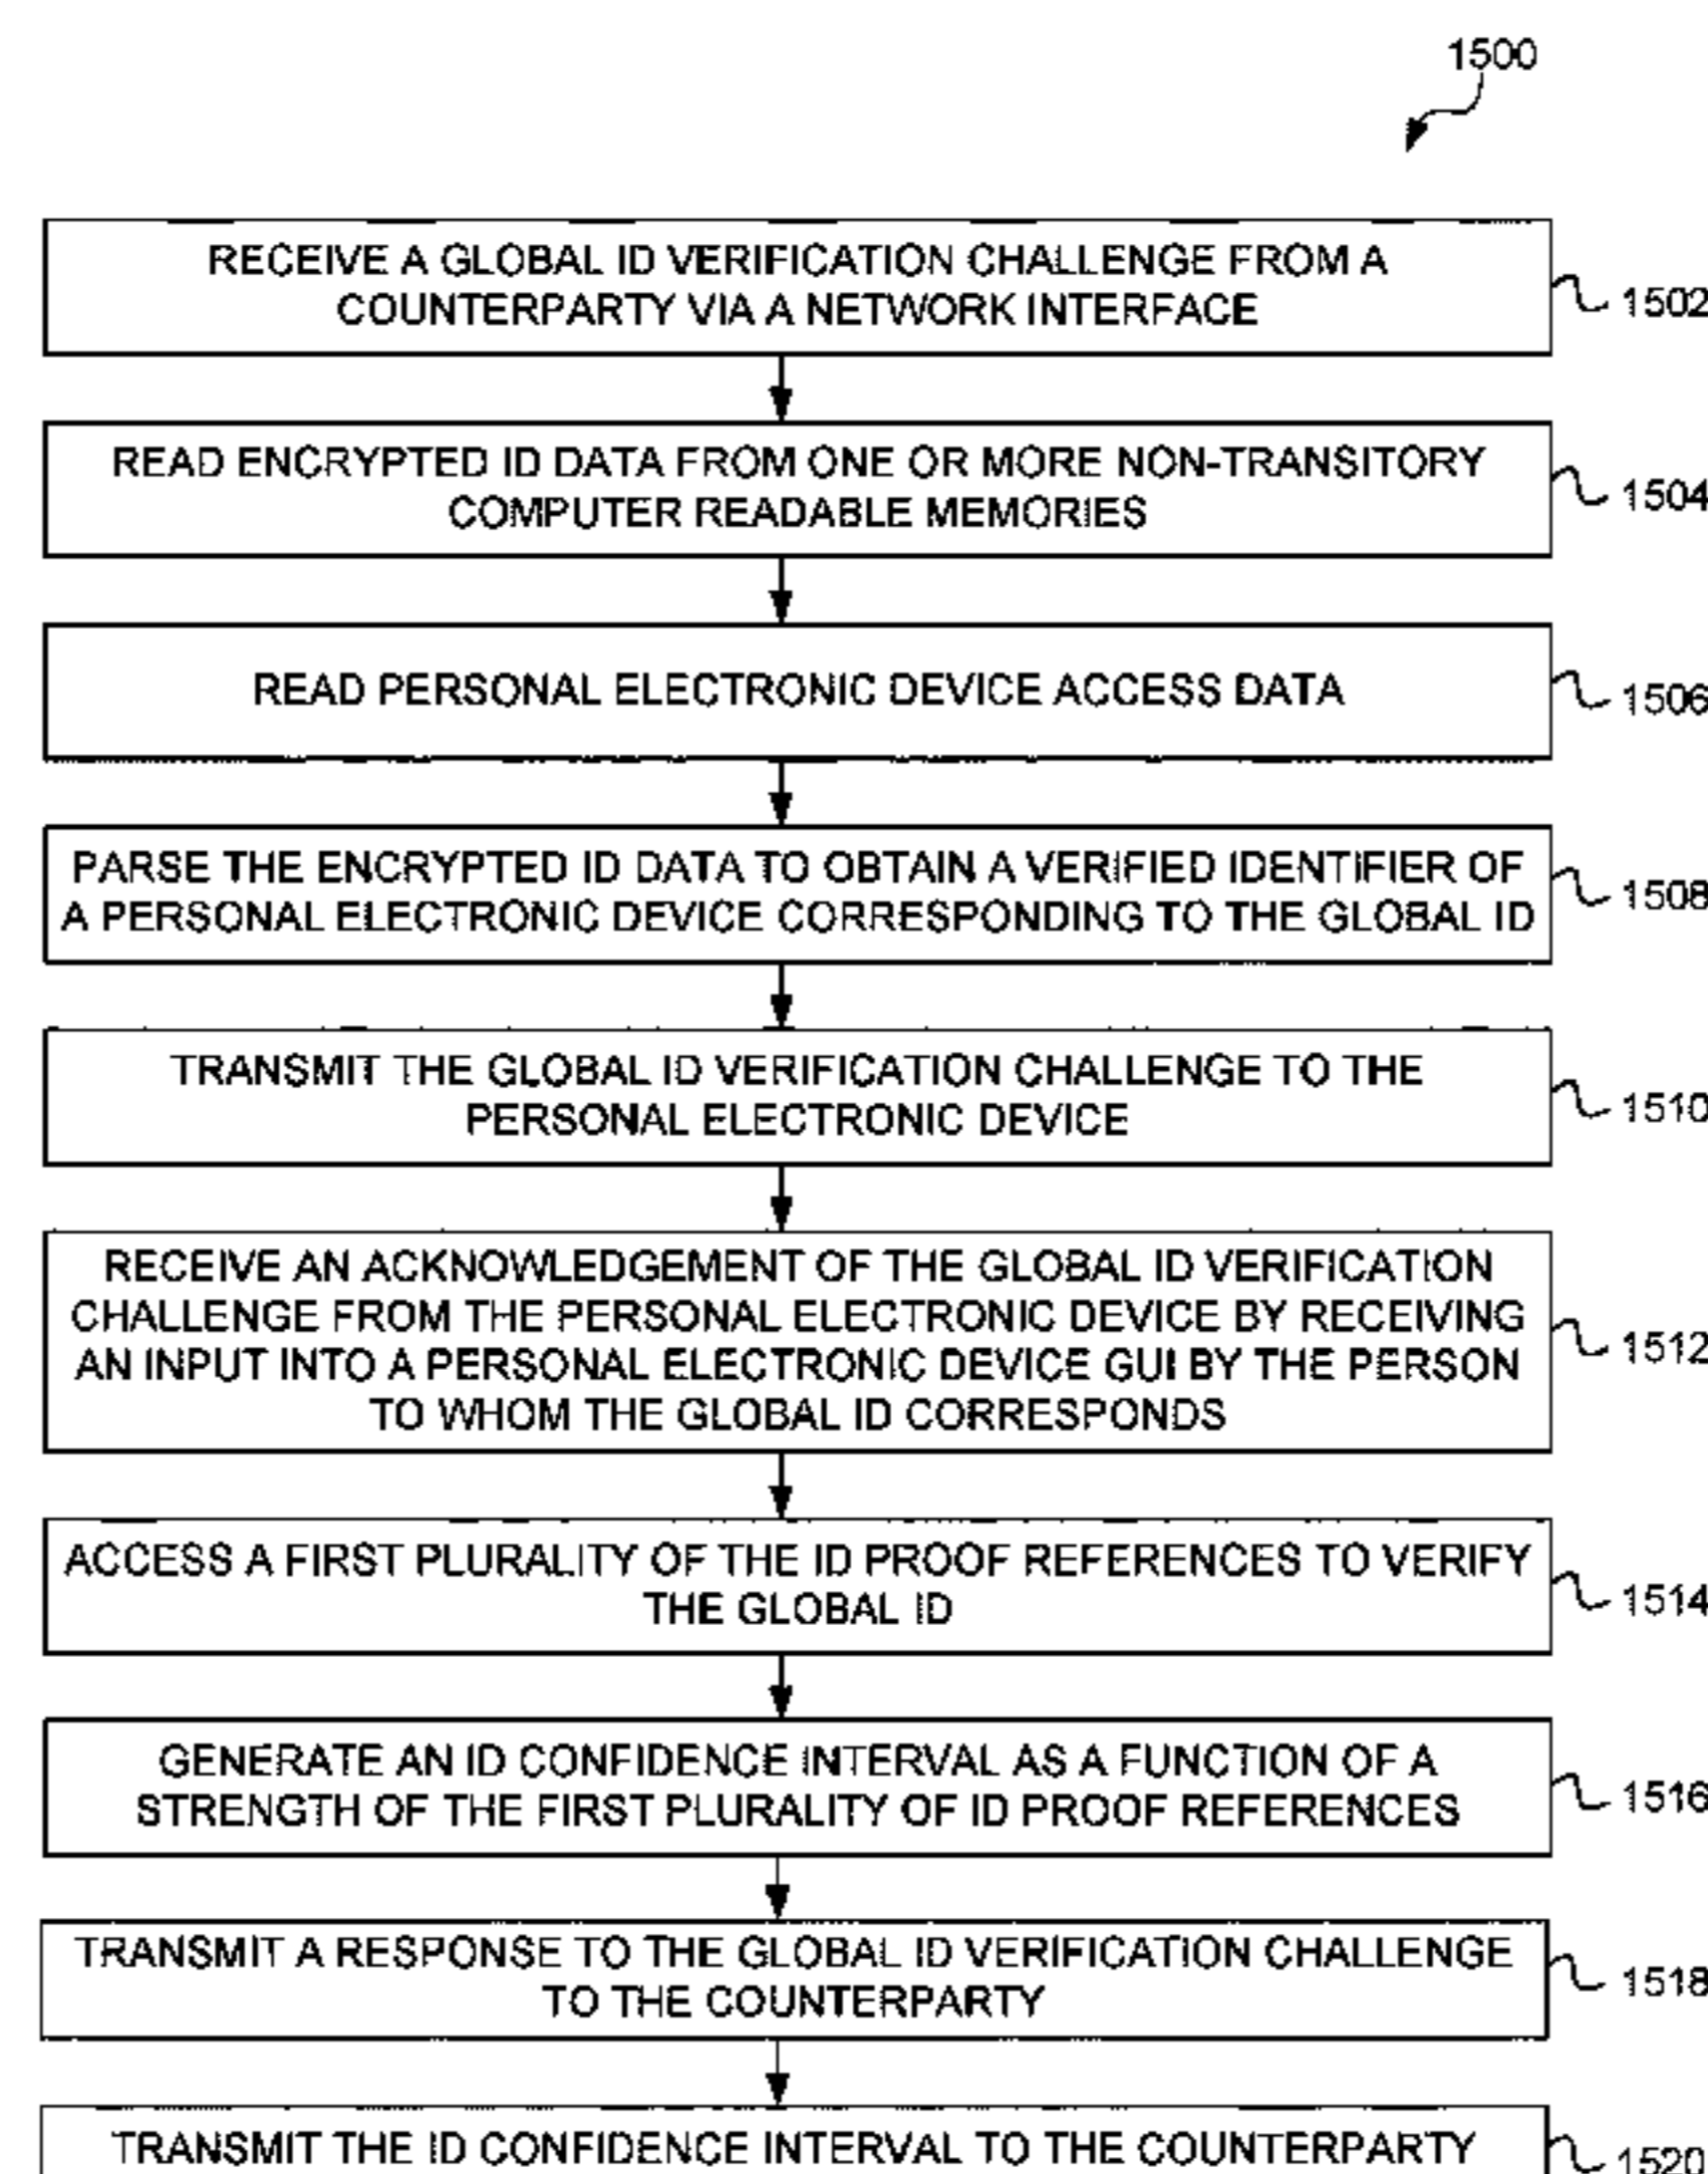 1500
RECEIVE A GLOBAL ID VERIFICATION CHALLENGE FROM A
COUNTERPARTY VIA A NETWORK INTERFACE
1502
READ ENCRYPTED ID DATA FROM ONE OR MORE NON-TRANSITORY
COMPUTER READABLE MEMORIES
1504
READ PERSONAL ELECTRONIC DEVICE ACCESS DATA
1506
PARSE THE ENCRYPTED ID DATA TO OBTAIN A VERIFIED IDENTIFIER OF
A PERSONAL ELECTRONIC DEVICE CORRESPONDING TO THE GLOBAL ID
1508
TRANSMIT THE GLOBAL ID VERIFICATION CHALLENGE TO THE
PERSONAL ELECTRONIC DEVICE
1510
RECEIVE AN ACKNOWLEDGEMENT OF THE GLOBAL ID VERIFICATION
CHALLENGE FROM THE PERSONAL ELECTRONIC DEVICE BY RECEIVING
AN INPUT INTO A PERSONAL ELECTRONIC DEVICE GUI BY THE PERSON
TO WHOM THE GLOBAL ID CORRESPONDS
1512
ACCESS A FIRST PLURALITY OF THE ID PROOF REFERENCES TO VERIFY
THE GLOBAL ID
1514
GENERATE AN ID CONFIDENCE INTERVAL AS A FUNCTION OF A
STRENGTH OF THE FIRST PLURALITY OF ID PROOF REFERENCES
1516
TRANSMIT A RESPONSE TO THE GLOBAL ID VERIFICATION CHALLENGE
TO THE COUNTERPARTY
1518
TRANSMIT THE ID CONFIDENCE INTERVAL TO THE COUNTERPARTY
1520